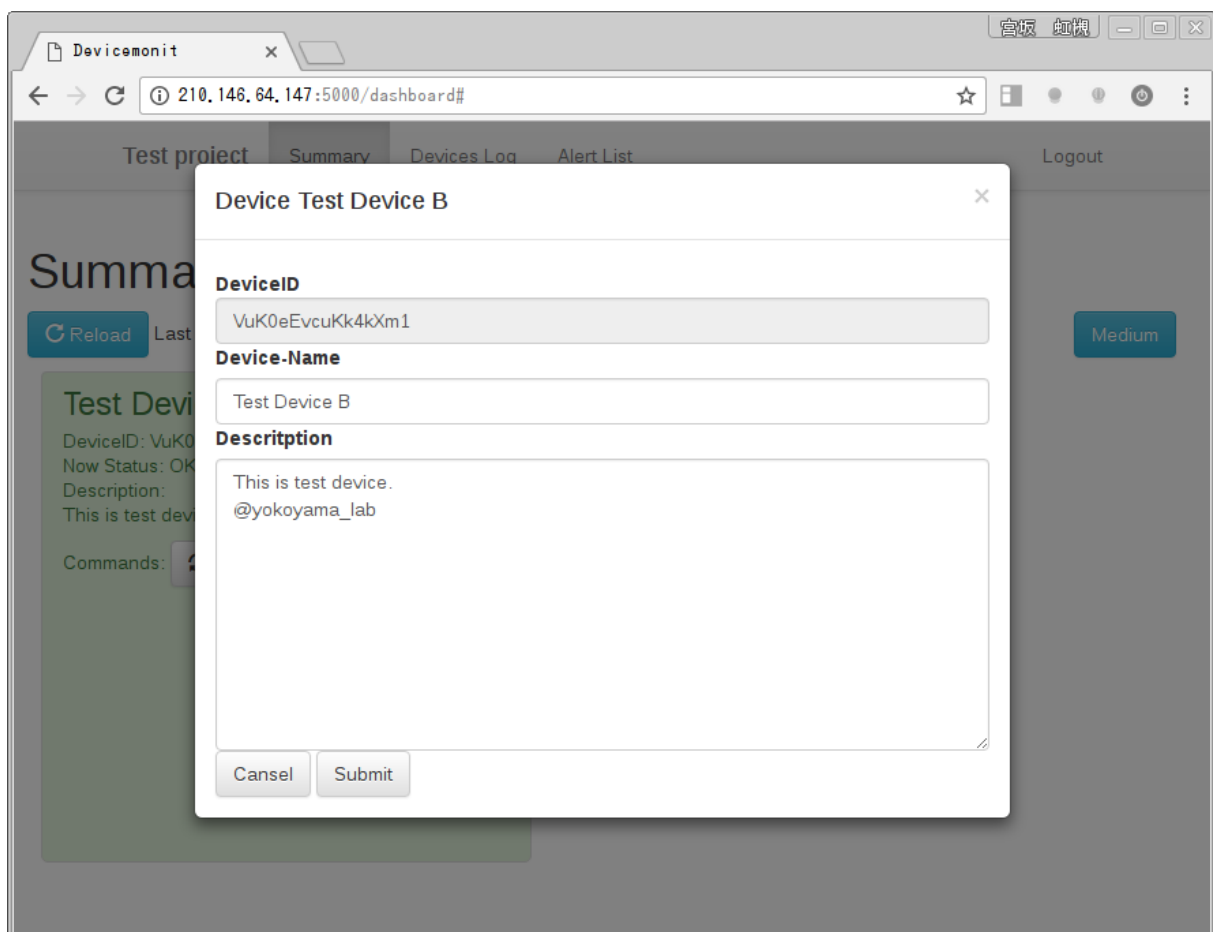 宮坂 虹槻
Devicemonit
210.146.64.147:5000/dashboard#
Test project Summary Devices Log Alert List Logout
Summa
Reload Last
Medium
Test Devi
DeviceID: VuK0
Now Status: OK
Description:
This is test devi
Commands:
Device Test Device B ×
DeviceID
VuK0eEvcuKk4kXm1
Device-Name
Test Device B
Descritption
This is test device.
@yokoyama_lab
Cansel Submit